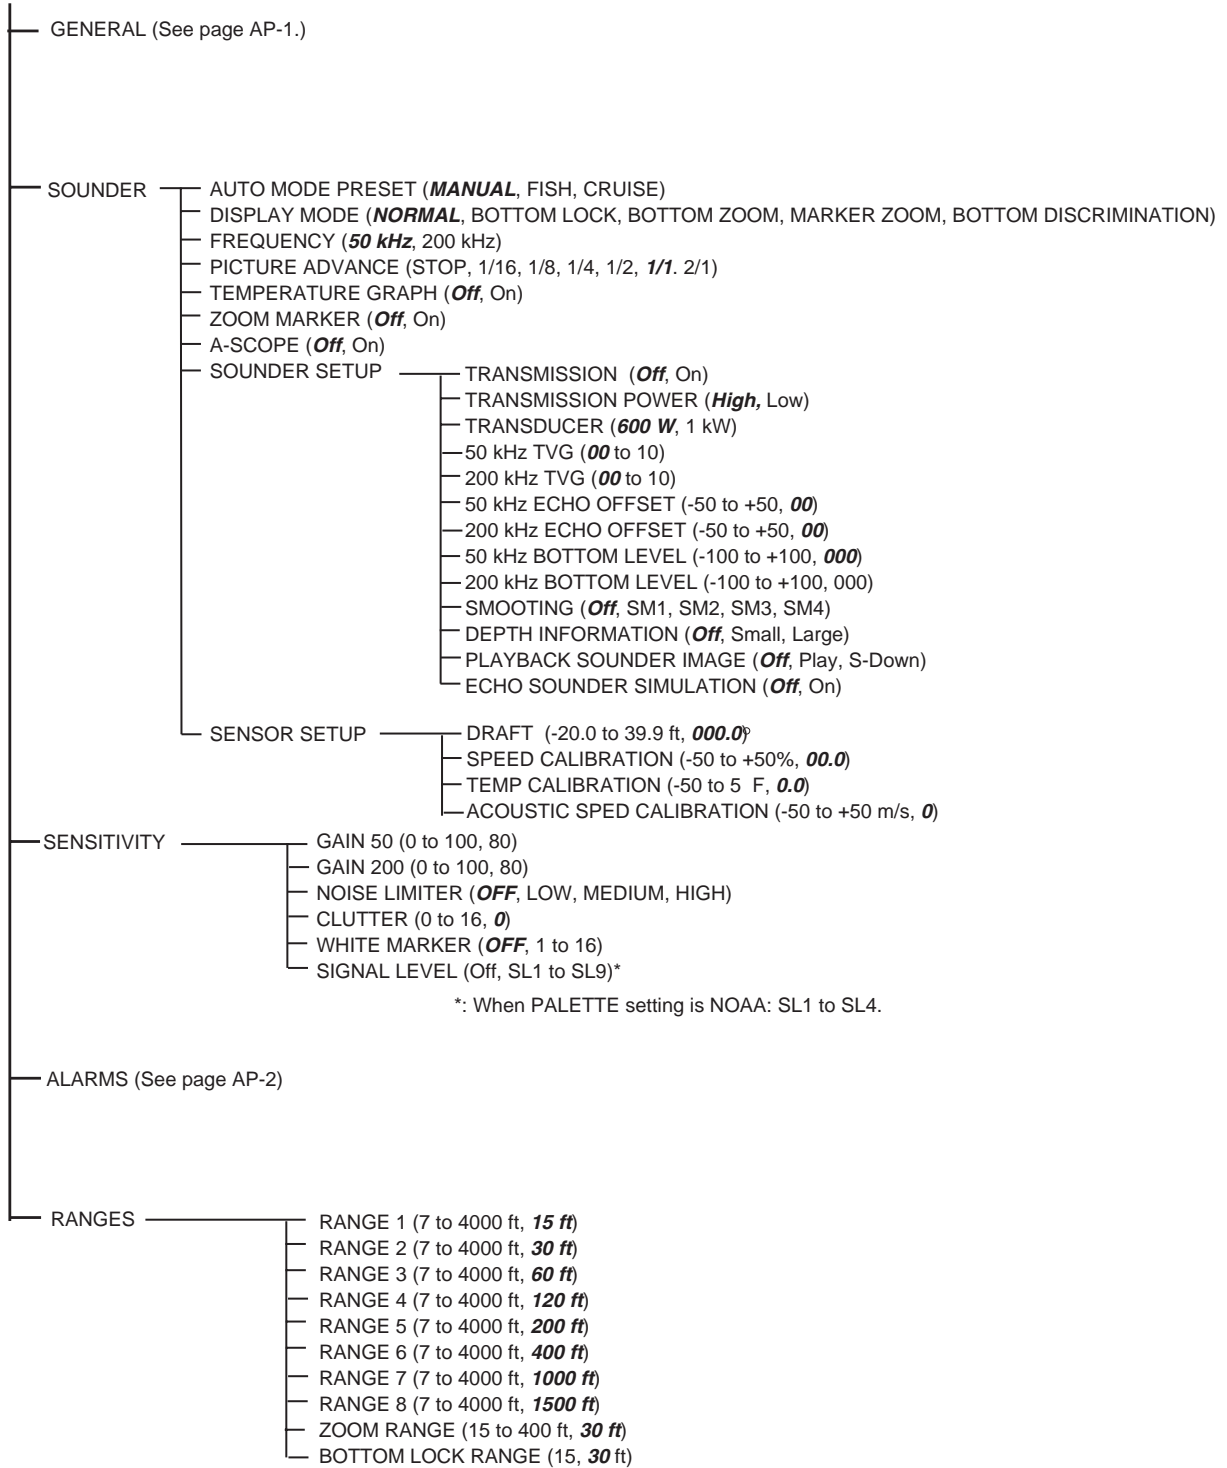 GENERAL (See page AP-1.)
SOUNDER
AUTO MODE PRESET (MANUAL, FISH, CRUISE)
DISPLAY MODE (NORMAL, BOTTOM LOCK, BOTTOM ZOOM, MARKER ZOOM, BOTTOM DISCRIMINATION)
FREQUENCY (50 kHz, 200 kHz)
PICTURE ADVANCE (STOP, 1/16, 1/8, 1/4, 1/2, 1/1. 2/1)
TEMPERATURE GRAPH (Off, On)
ZOOM MARKER (Off, On)
A-SCOPE (Off, On)
SOUNDER SETUP
TRANSMISSION (Off, On)
TRANSMISSION POWER (High, Low)
TRANSDUCER (600 W, 1 kW)
50 kHz TVG (00 to 10)
200 kHz TVG (00 to 10)
50 kHz ECHO OFFSET (-50 to +50, 00)
200 kHz ECHO OFFSET (-50 to +50, 00)
50 kHz BOTTOM LEVEL (-100 to +100, 000)
200 kHz BOTTOM LEVEL (-100 to +100, 000)
SMOOTING (Off, SM1, SM2, SM3, SM4)
DEPTH INFORMATION (Off, Small, Large)
PLAYBACK SOUNDER IMAGE (Off, Play, S-Down)
ECHO SOUNDER SIMULATION (Off, On)
SENSOR SETUP
DRAFT (-20.0 to 39.9 ft, 000.0)°
SPEED CALIBRATION (-50 to +50%, 00.0)
TEMP CALIBRATION (-50 to 5 F, 0.0)
ACOUSTIC SPED CALIBRATION (-50 to +50 m/s, 0)
SENSITIVITY
GAIN 50 (0 to 100, 80)
GAIN 200 (0 to 100, 80)
NOISE LIMITER (OFF, LOW, MEDIUM, HIGH)
CLUTTER (0 to 16, 0)
WHITE MARKER (OFF, 1 to 16)
SIGNAL LEVEL (Off, SL1 to SL9)*
*: When PALETTE setting is NOAA: SL1 to SL4.
ALARMS (See page AP-2)
RANGES
RANGE 1 (7 to 4000 ft, 15 ft)
RANGE 2 (7 to 4000 ft, 30 ft)
RANGE 3 (7 to 4000 ft, 60 ft)
RANGE 4 (7 to 4000 ft, 120 ft)
RANGE 5 (7 to 4000 ft, 200 ft)
RANGE 6 (7 to 4000 ft, 400 ft)
RANGE 7 (7 to 4000 ft, 1000 ft)
RANGE 8 (7 to 4000 ft, 1500 ft)
ZOOM RANGE (15 to 400 ft, 30 ft)
BOTTOM LOCK RANGE (15, 30 ft)